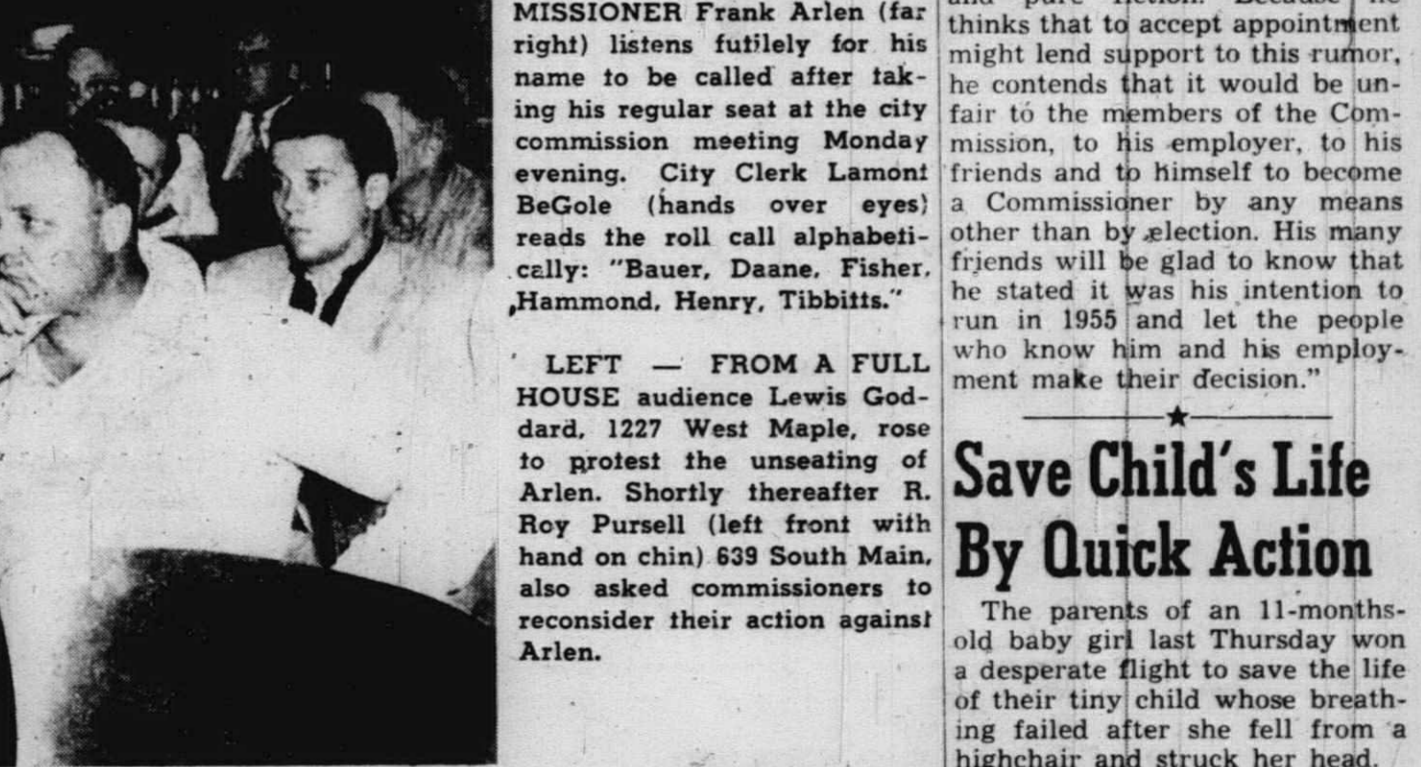 MISSIONER Frank Arlen (far
right) listens futilely for his
name to be called after tak-
ing his regular seat at the city
commission meeting Monday
evening. City Clerk Lamont
BeGole (hands over eyes)
reads the roll call alphabeti-
cally: "Bauer, Daane, Fisher,
Hammond, Henry, Tibbitts."
LEFT — FROM A FULL
HOUSE audience Lewis God-
dard, 1227 West Maple, rose
to protest the unseating of
Arlen. Shortly thereafter R.
Roy Pursell (left front with
hand on chin) 639 South Main,
also asked commissioners to
reconsider their action against
Arlen.
and pure fiction. Because he
thinks that to accept appointment
might lend support to this rumor,
he contends that it would be un-
fair to the members of the Com-
mission, to his employer, to his
friends and to himself to become
a Commissioner by any means
other than by election. His many
friends will be glad to know that
he stated it was his intention to
run in 1955 and let the people
who know him and his employ-
ment make their decision."
Save Child's Life
By Quick Action
The parents of an 11-months-
old baby girl last Thursday won
a desperate flight to save the life
of their tiny child whose breath-
ing failed after she fell from a
highchair and struck her head.